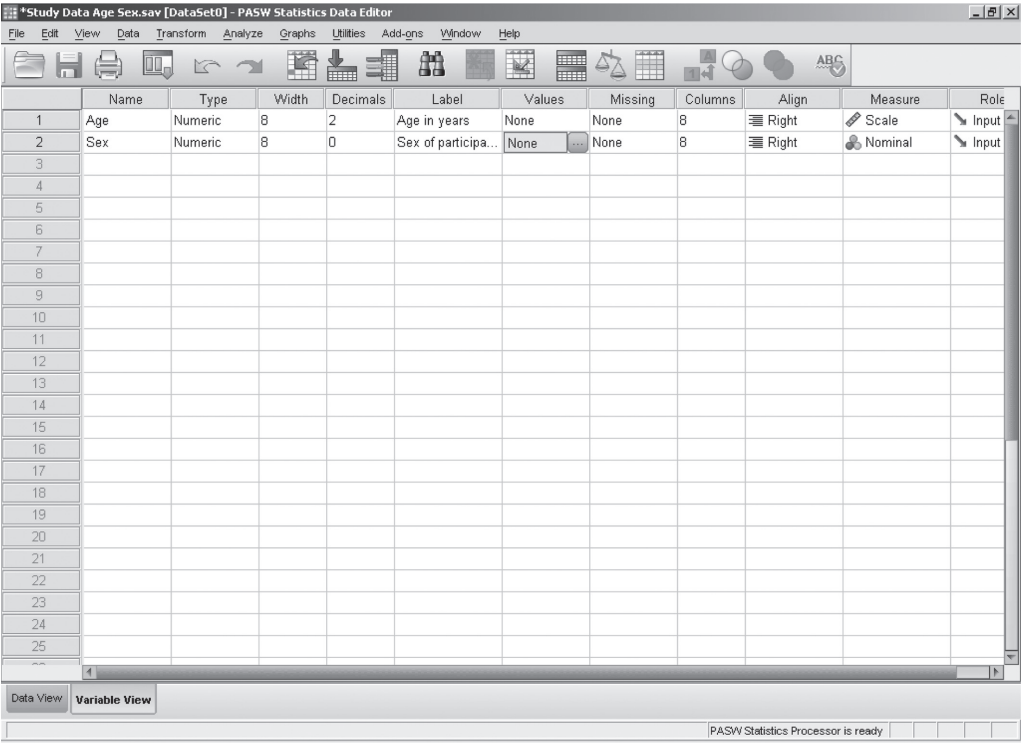 *Study Data Age Sex.sav [DataSet0] - PASW Statistics Data Editor
File Edit View Data Transform Analyze Graphs Utilities Add-ons Window Help
A 1 4 ABC
Name Type Width Decimals Label Values Missing Columns Align Measure Role
1 Age Numeric 8 2 Age in years None None 8 Right Scale Input
2 Sex Numeric 8 0 Sex of participa... None ... None 8 Right Nominal Input
3
4
5
6
7
8
9
10
11
12
13
14
15
16
17
18
19
20
21
22
23
24
25
Data View Variable View
PASW Statistics Processor is ready